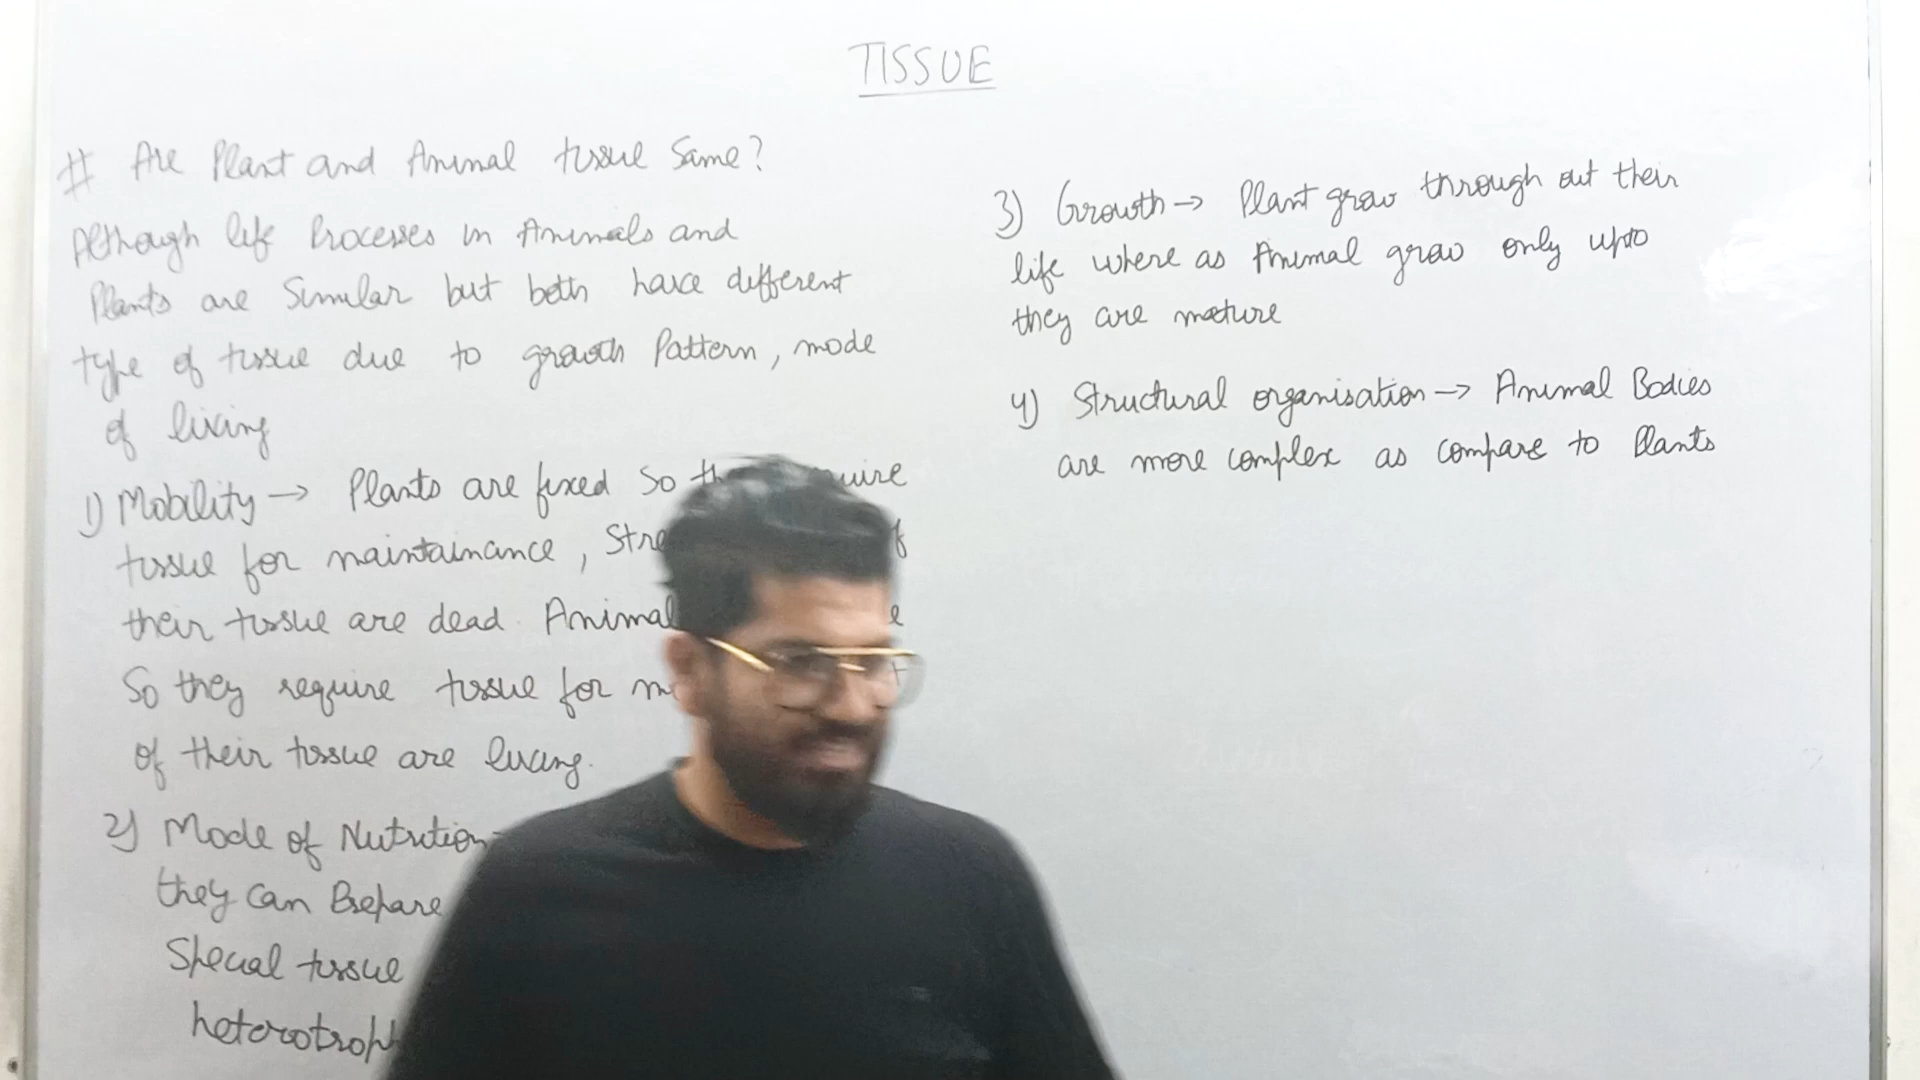 TISSUE
# Are Plant and Animal tissue Same?
Although life Processes in Animals and
Plants are Similar but both have different
type of tissue due to growth Pattern, mode
of living
1) Mobility → Plants are fixed So
tissue for maintainance,
their tissue are dead. Animal
So they require tissue for
of their tissue are living.
2) Mode of Nutrition
they Can Prepare
Special tissue
3) Growth → Plant grow through out their
life where as Animal grow only upto
they are mature
4) Structural organisation → Animal Bodies
are more complex as compare to Plants